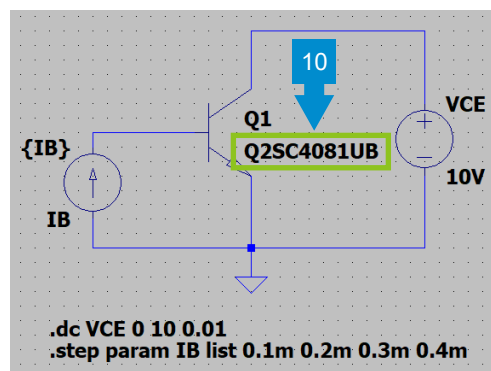 10
Q1
VCE
{IB}
Q2SC4081UB
10V
IB
.dc VCE 0 10 0.01
.step param IB list 0.1m 0.2m 0.3m 0.4m